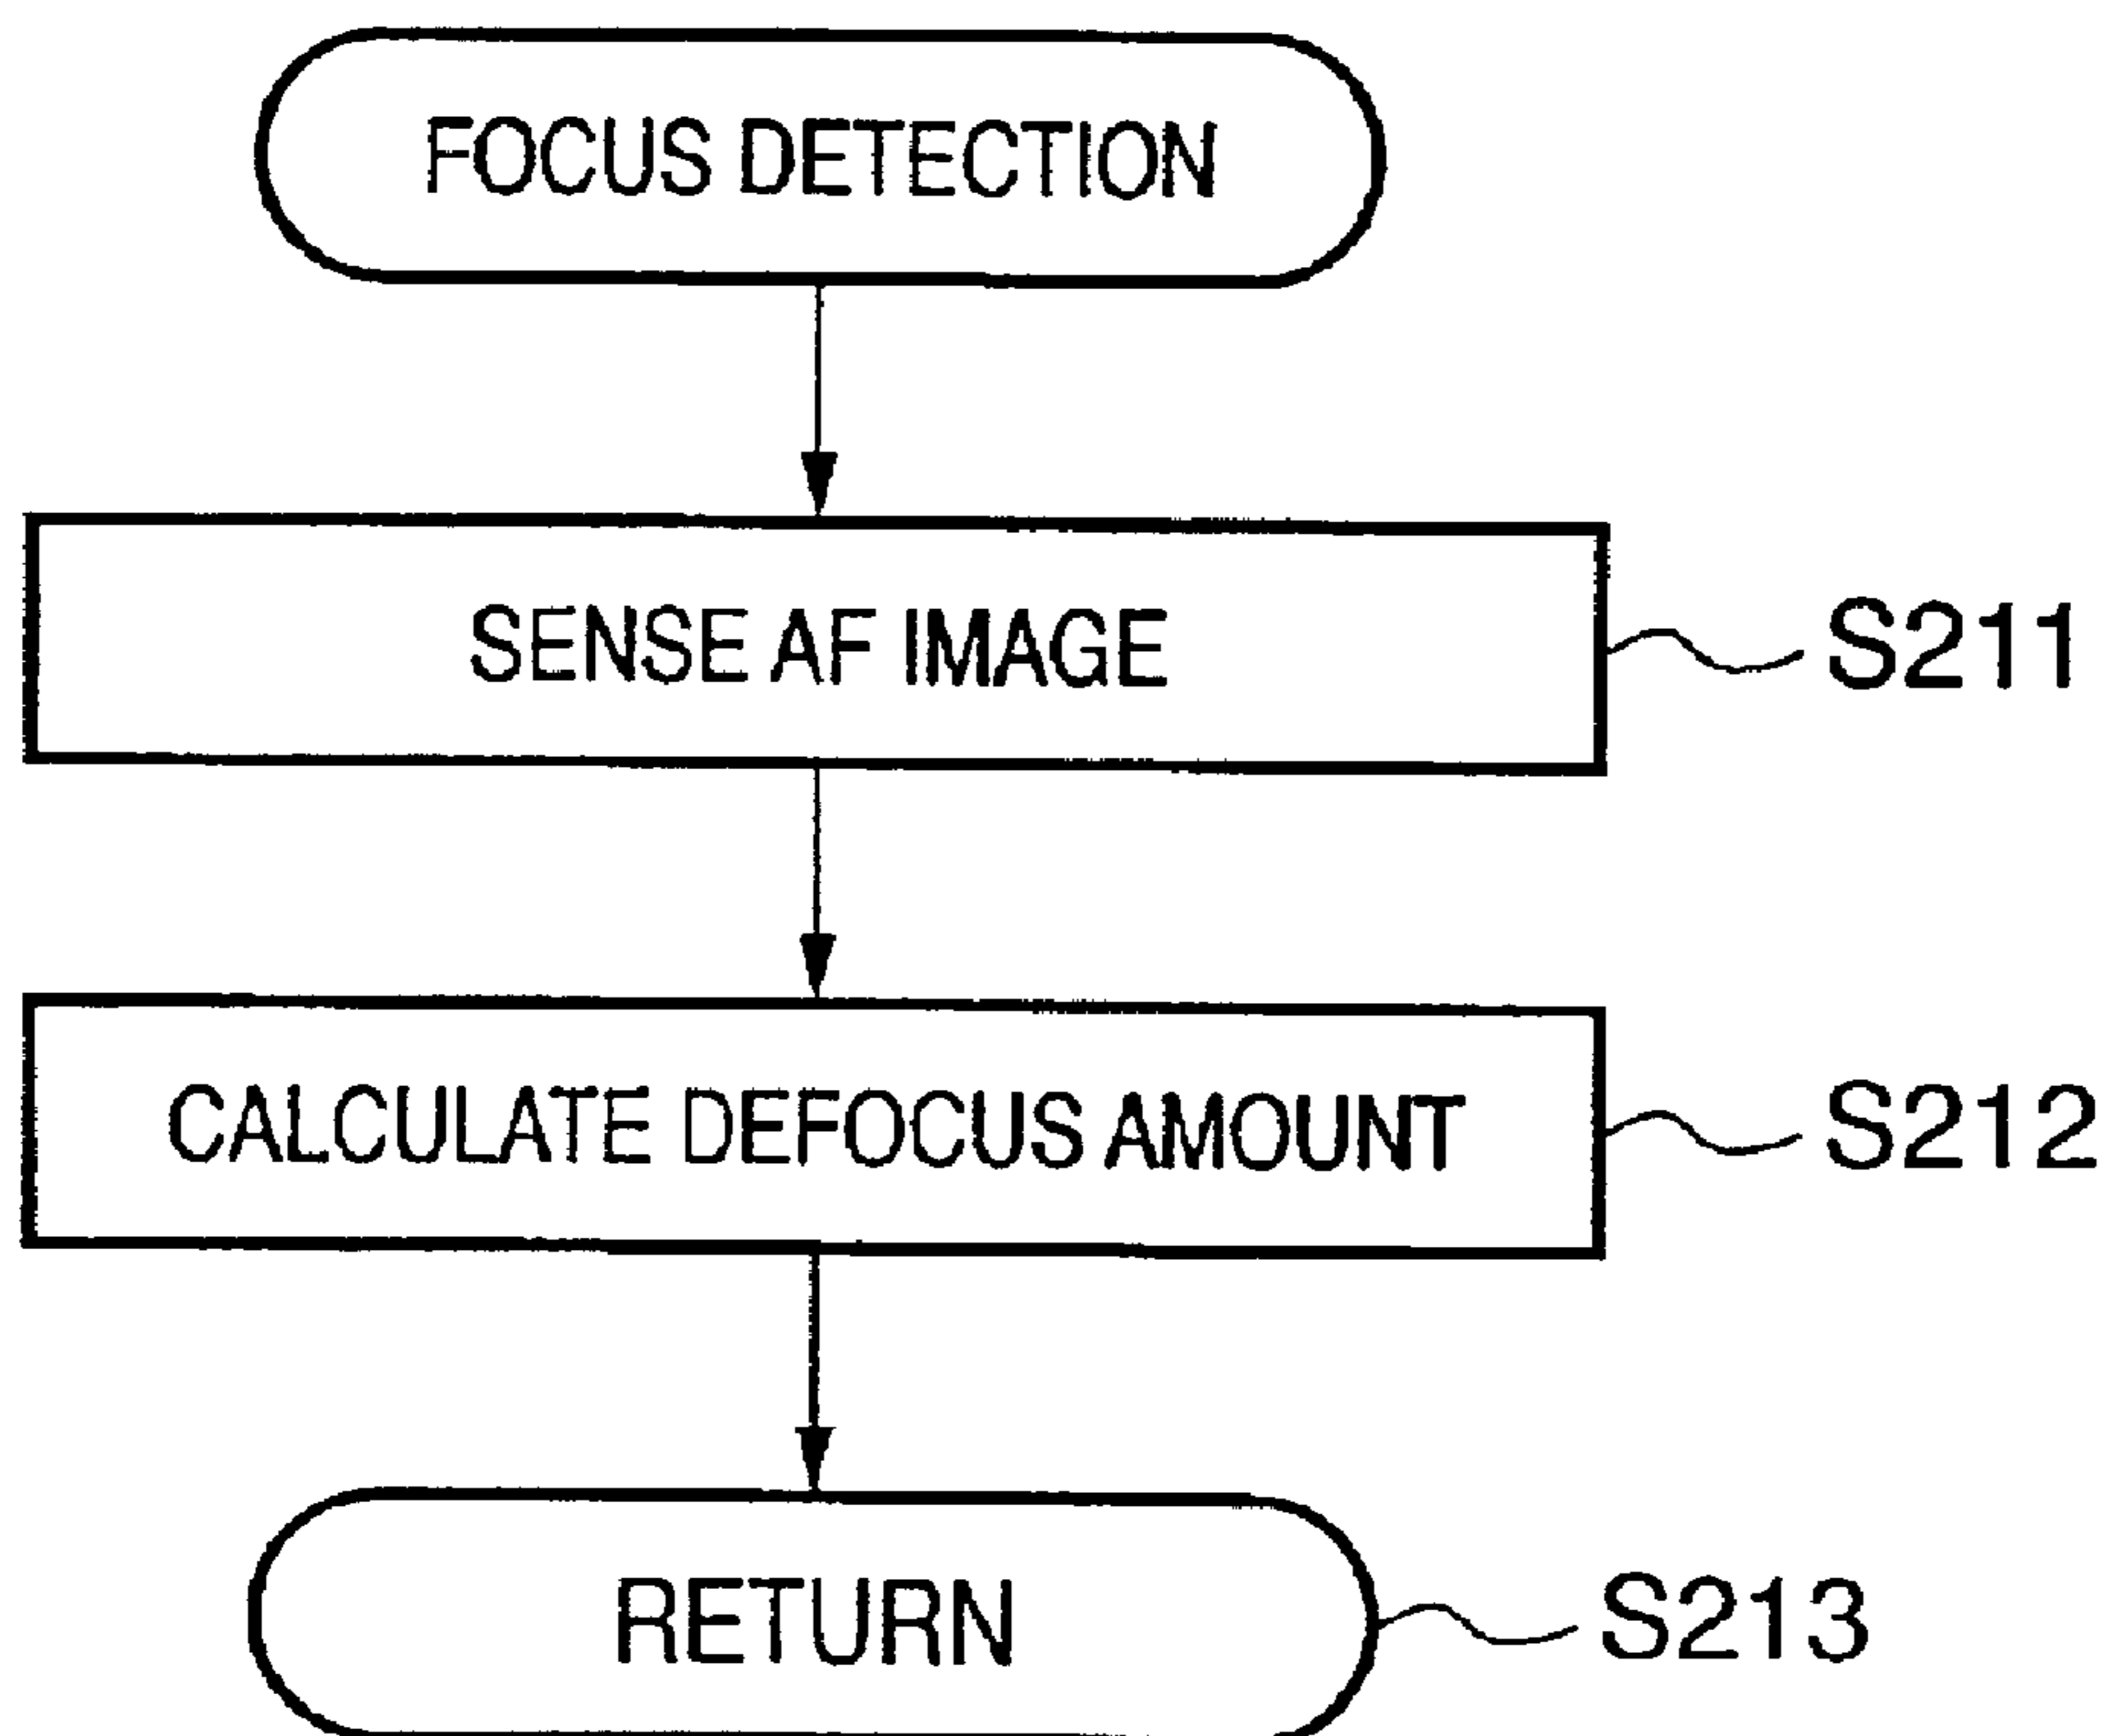 FOCUS DETECTION
SENSE AF IMAGE
S211
CALCULATE DEFOCUS AMOUNT
S212
RETURN
S213